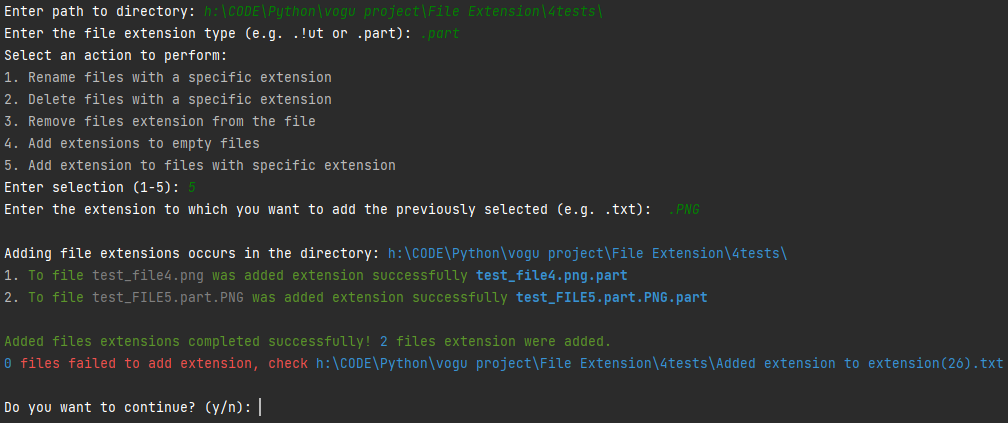 Enter path to directory: h:\CODE\Python\vogu project\File Extension\4tests\
Enter the file extension type (e.g. .!ut or .part): .part
Select an action to perform:
1. Rename files with a specific extension
2. Delete files with a specific extension
3. Remove files extension from the file
4. Add extensions to empty files
5. Add extension to files with specific extension
Enter selection (1-5): 5
Enter the extension to which you want to add the previously selected (e.g. .txt):  .PNG
Adding file extensions occurs in the directory: h:\CODE\Python\vogu project\File Extension\4tests\
1. To file test_file4.png was added extension successfully test_file4.png.part
2. To file test_FILE5.part.PNG was added extension successfully test_FILE5.part.PNG.part
Added files extensions completed successfully! 2 files extension were added.
0 files failed to add extension, check h:\CODE\Python\vogu project\File Extension\4tests\Added extension to extension(26).txt
Do you want to continue? (y/n):